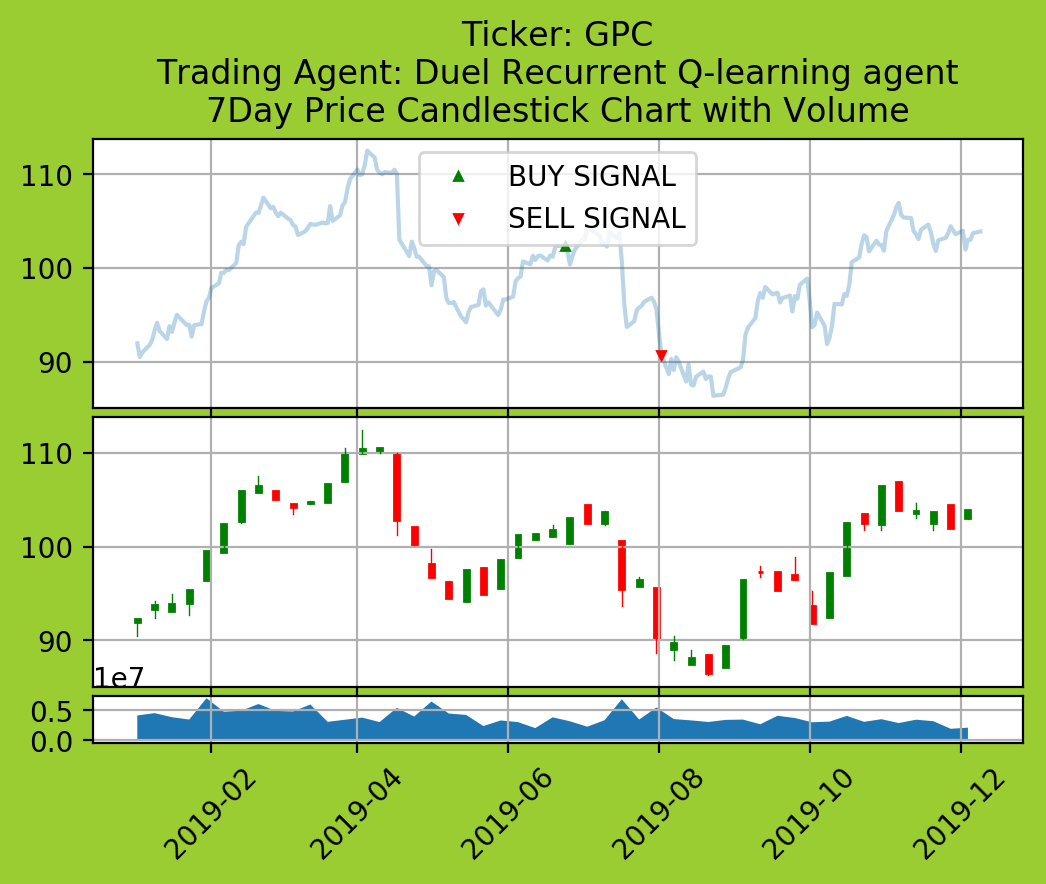 Ticker: GPC
Trading Agent: Duel Recurrent Q-learning agent
7Day Price Candlestick Chart with Volume
BUY SIGNAL
SELL SIGNAL
110
100
90
110
100
90
1e7
0.5
0.0
2019-02
2019-04
2019-06
2019-08
2019-10
2019-12